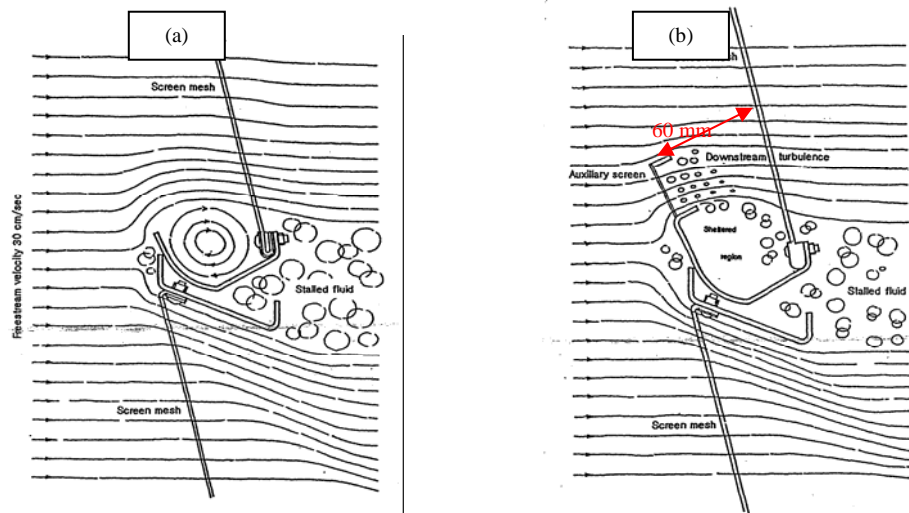 (a)
Screen mesh
Freestream velocity 30 cm/sec
Stalled fluid
Screen mesh
(b)
60 mm
Downstream turbulence
Auxiliary screen
Sheltered
region
Stalled fluid
Screen mesh